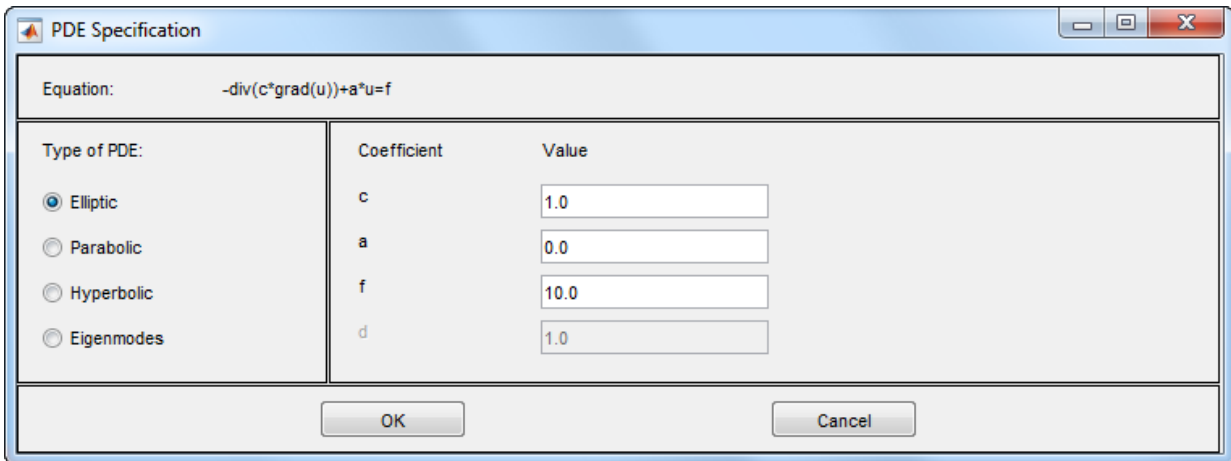 PDE Specification
Equation: -div(c*grad(u))+a*u=f
Type of PDE:
Elliptic
Parabolic
Hyperbolic
Eigenmodes
Coefficient Value
c 1.0
a 0.0
f 10.0
d 1.0
OK Cancel